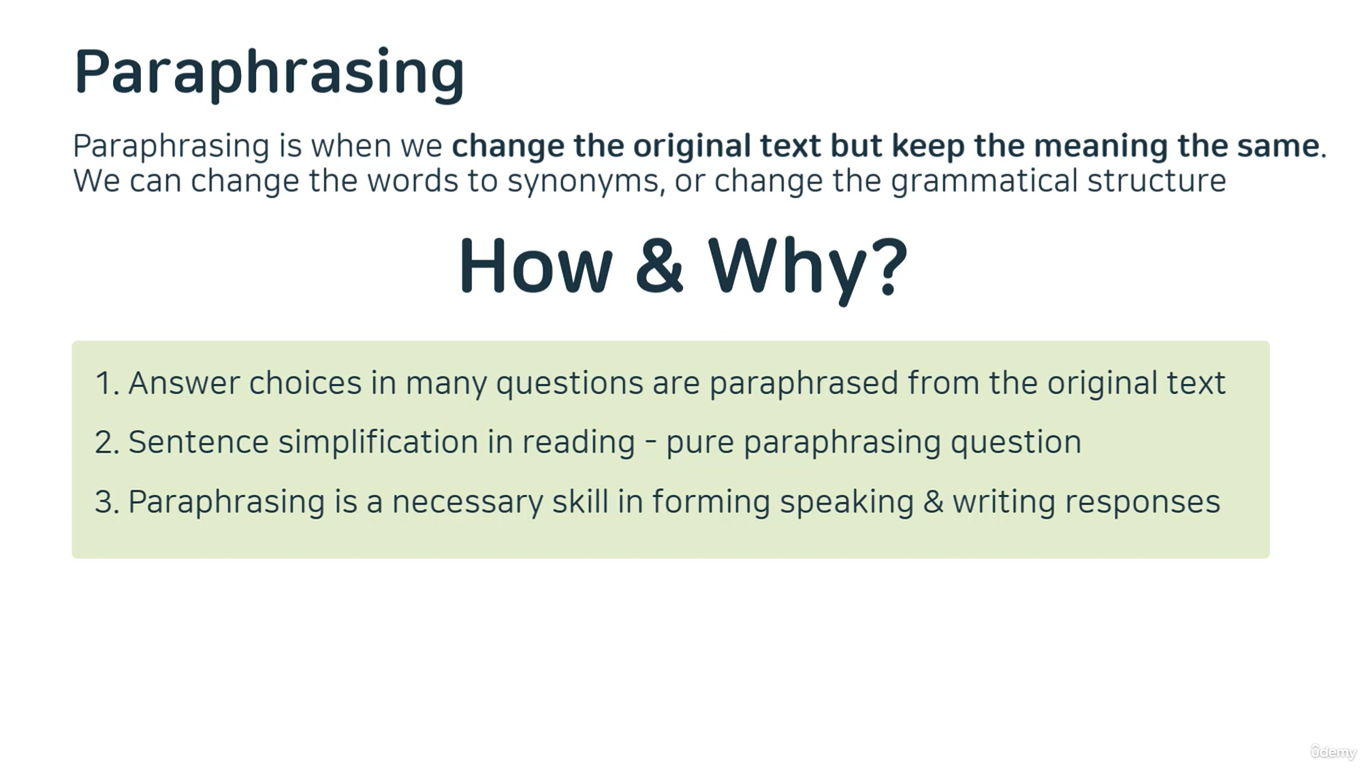 Paraphrasing
Paraphrasing is when we change the original text but keep the meaning the same.
We can change the words to synonyms, or change the grammatical structure
How & Why?
1. Answer choices in many questions are paraphrased from the original text
2. Sentence simplification in reading - pure paraphrasing question
3. Paraphrasing is a necessary skill in forming speaking & writing responses
ûdemy